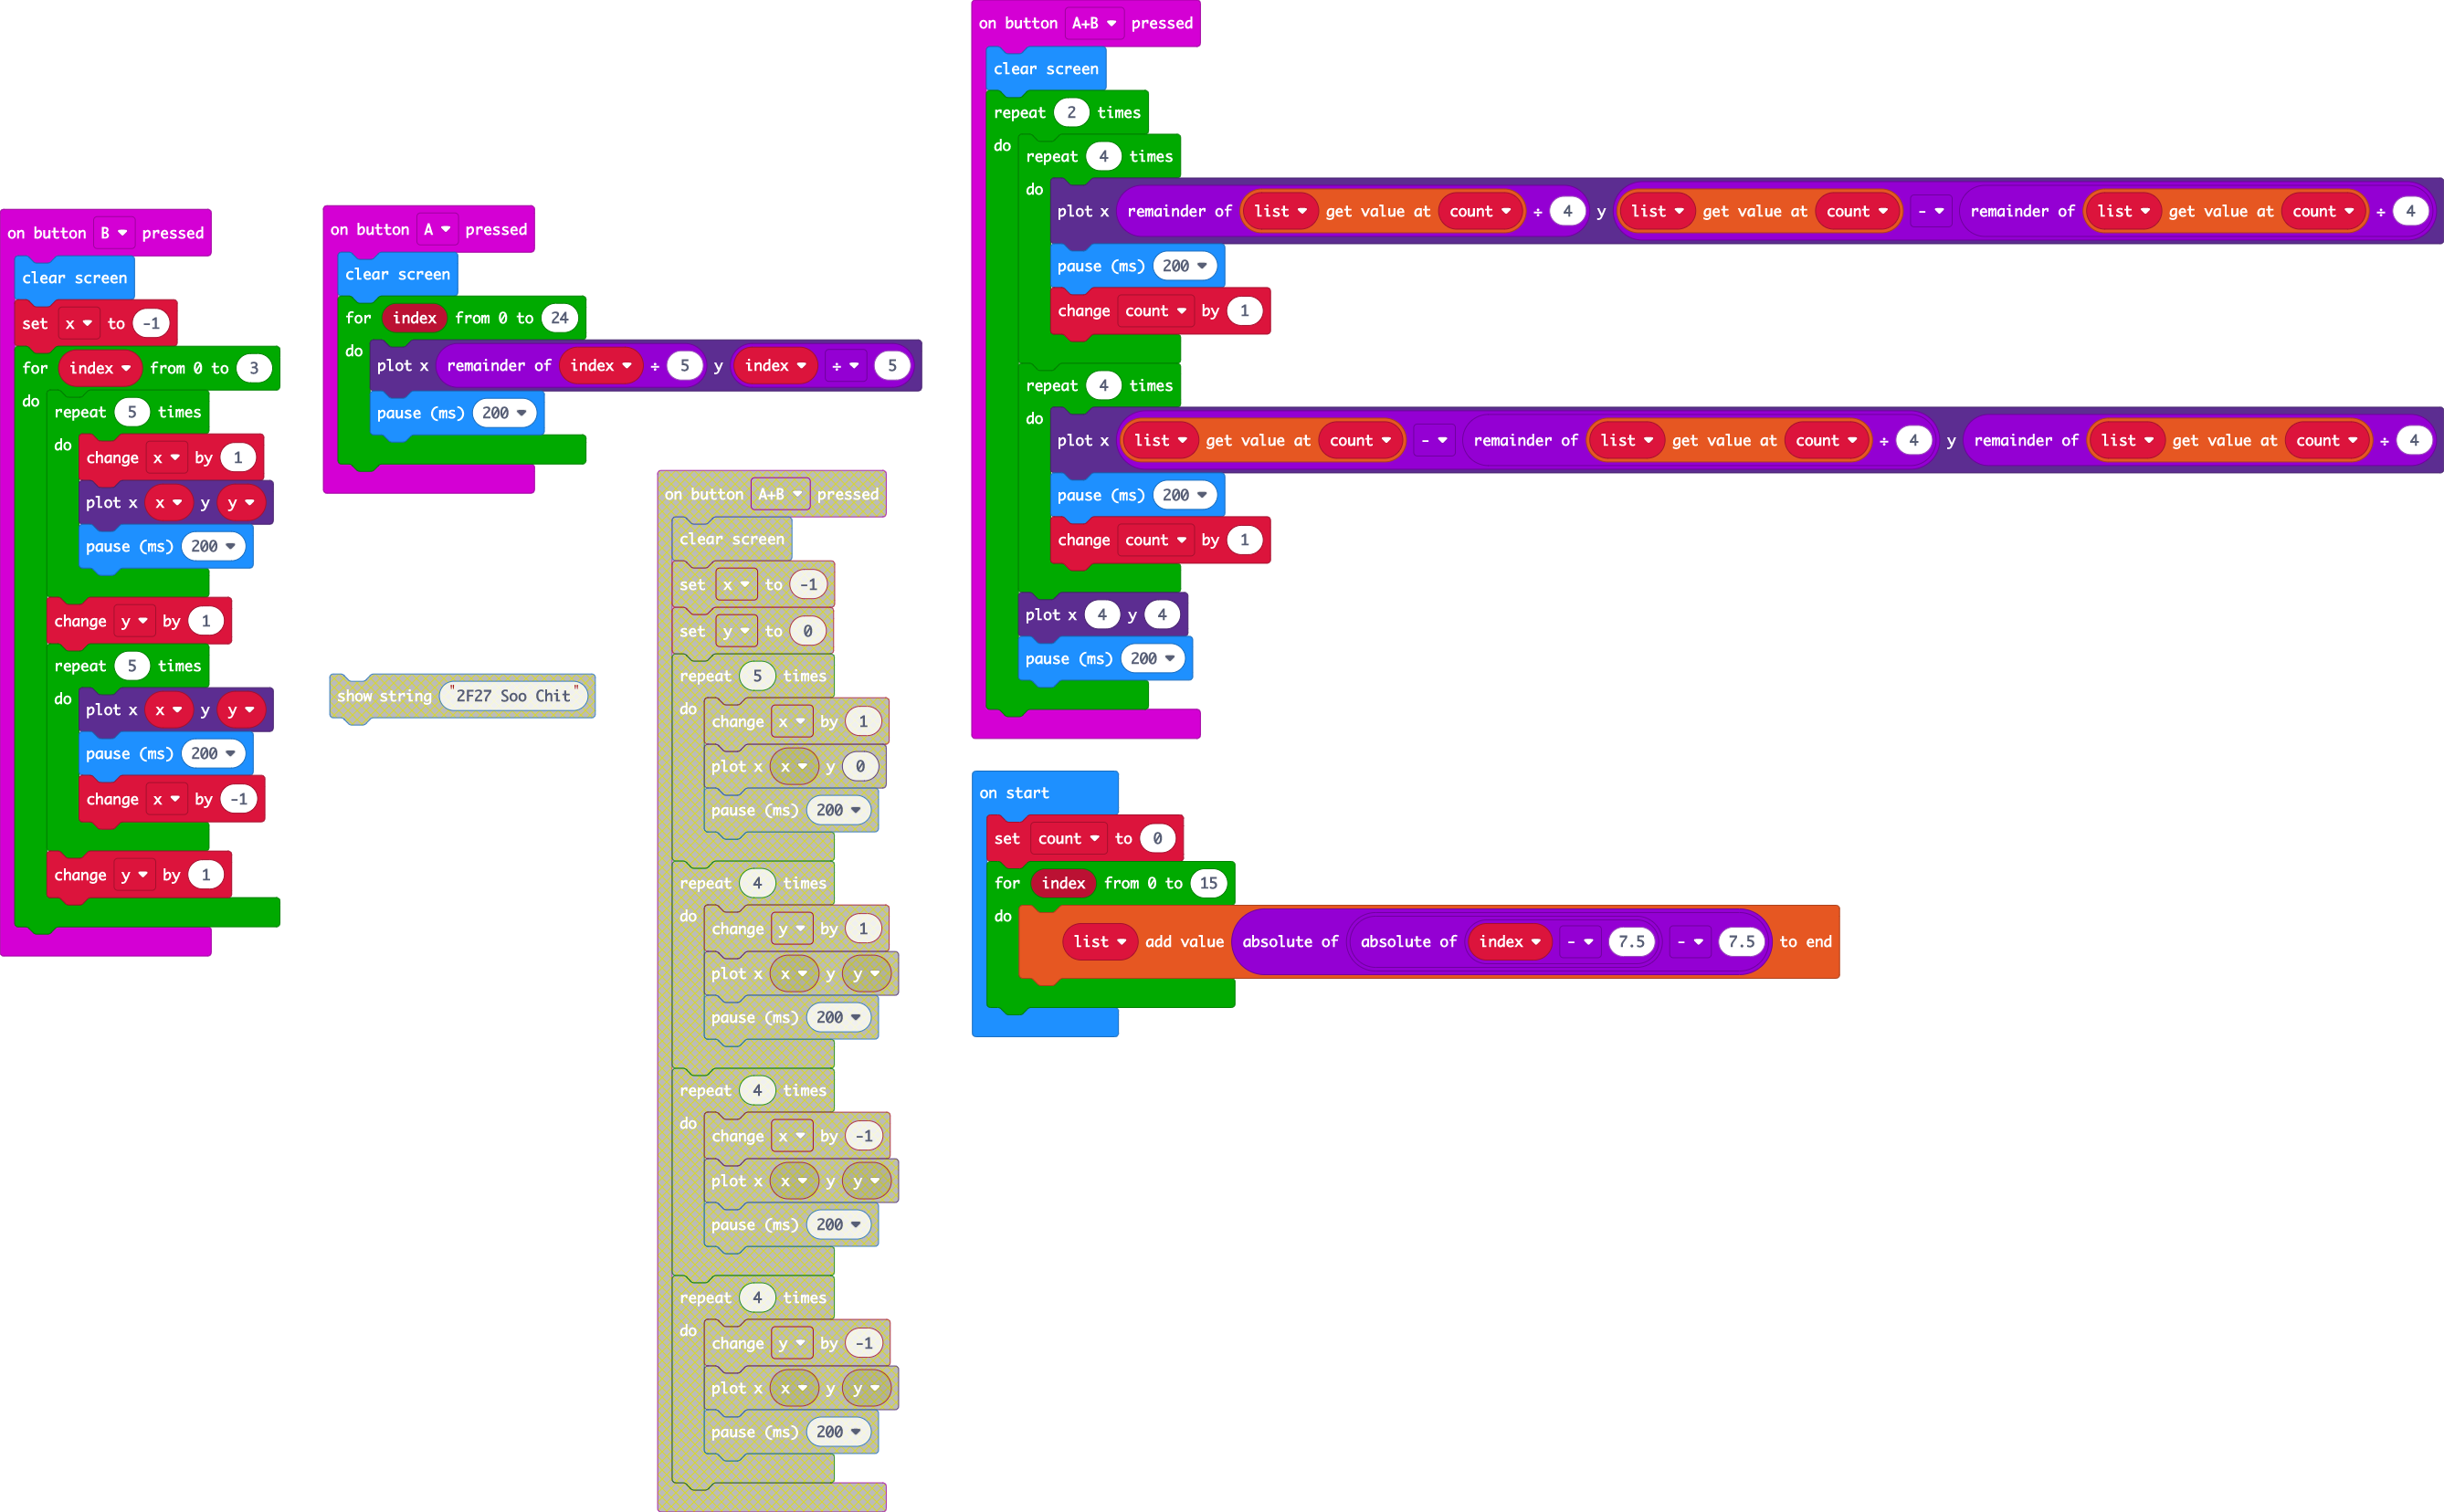 on button B pressed
clear screen
set x to -1
for index from 0 to 3
do
repeat 5 times
do
change x by 1
plot x x y y
pause (ms) 200
change y by 1
repeat 5 times
do
plot x x y y
pause (ms) 200
change x by -1
change y by 1
on button A pressed
clear screen
for index from 0 to 24
do
plot x remainder of index ÷ 5 y index ÷ 5
pause (ms) 200
show string "2F27 Soo Chit"
on button A+B pressed
clear screen
set x to -1
set y to 0
repeat 5 times
do
change x by 1
plot x x y 0
pause (ms) 200
repeat 4 times
do
change y by 1
plot x x y y
pause (ms) 200
repeat 4 times
do
change x by -1
plot x x y y
pause (ms) 200
repeat 4 times
do
change y by -1
plot x x y y
pause (ms) 200
on button A+B pressed
clear screen
repeat 2 times
do
repeat 4 times
do
plot x remainder of list get value at count ÷ 4 y list get value at count - remainder of list get value at count ÷ 4
pause (ms) 200
change count by 1
repeat 4 times
do
plot x list get value at count - remainder of list get value at count ÷ 4 y remainder of list get value at count ÷ 4
pause (ms) 200
change count by 1
plot x 4 y 4
pause (ms) 200
on start
set count to 0
for index from 0 to 15
do
list add value absolute of absolute of index - 7.5 - 7.5 to end